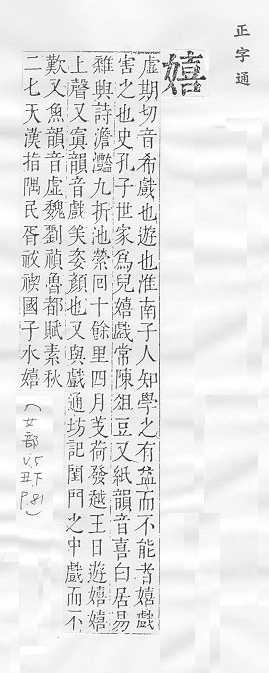 正字通
嬉
虛期切音希戲也遊也淮南子人知學之有益而不能者嬉戲
害之也史孔子世家為兒嬉戲常陳俎豆又紙韻音喜白居易
雜與詩澹灩九折池縈回十餘里四月芰荷發越王日遊嬉嬉
上聲又寘韻音戲美姿顏也又與戲通坊記閨門之中戲而不
歎又魚韻音虛魏劉禎魯都賦素秋
二七天漢指隅民胥祓禊國子水嬉
(女部
V.5
丑下
P.81)